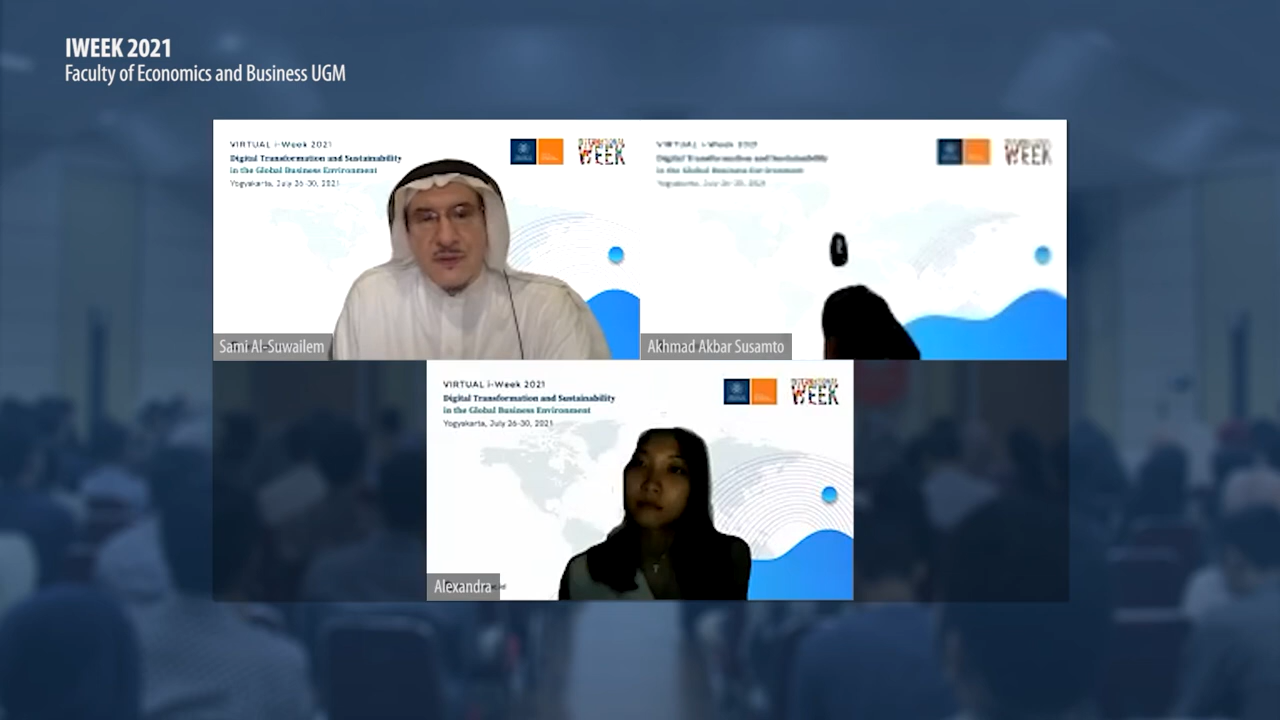 IWEEK 2021
Faculty of Economics and Business UGM
VIRTUAL i-Week 2021
Digital Transformation and Sustainability
in the Global Business Environment
Yogyakarta, July 26-30, 2021
INTERNATIONAL
WEEK
Sami Al-Suwailem
VIRTUAL i-Week 2021
Digital Transformation and Sustainability
in the Global Business Environment
Yogyakarta, July 26-30, 2021
INTERNATIONAL
WEEK
Akhmad Akbar Susamto
VIRTUAL i-Week 2021
Digital Transformation and Sustainability
in the Global Business Environment
Yogyakarta, July 26-30, 2021
INTERNATIONAL
WEEK
Alexandra